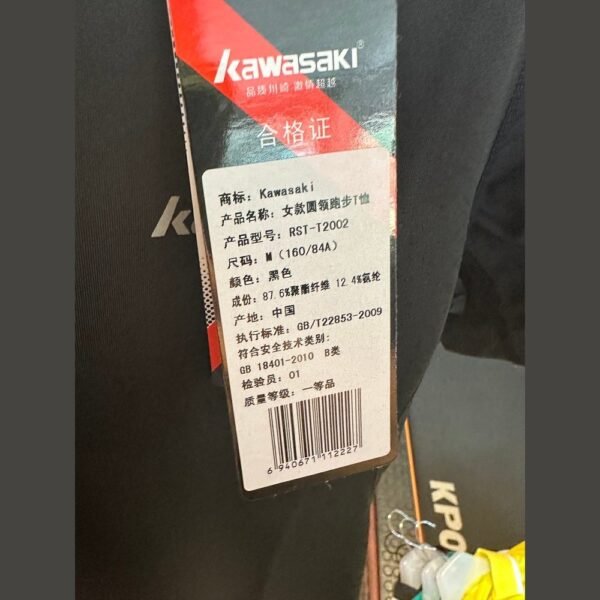 Kawasaki®
品质川崎 激情超越
合格证
商标: Kawasaki
产品名称: 女款圆领跑步T恤
产品型号: RST-T2002
尺码: M (160/84A)
颜色: 黑色
成份: 87.6%聚酯纤维 12.4%氨纶
产地: 中国
执行标准: GB/T22853-2009
符合安全技术类别:
GB 18401-2010 B类
检验员: 01
质量等级: 一等品
6 940671 112227
K
KPO